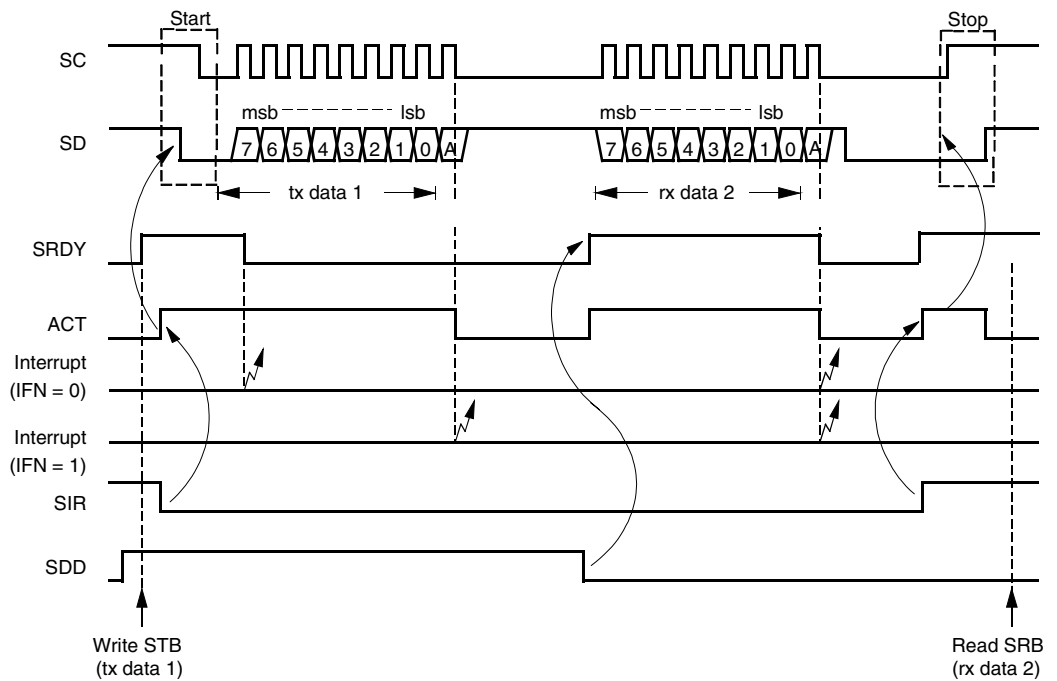 Start
Stop
SC
msb
lsb
msb
lsb
SD
7 6 5 4 3 2 1 0 A
7 6 5 4 3 2 1 0 A
tx data 1
rx data 2
SRDY
ACT
Interrupt
(IFN = 0)
Interrupt
(IFN = 1)
SIR
SDD
Write STB
(tx data 1)
Read SRB
(rx data 2)